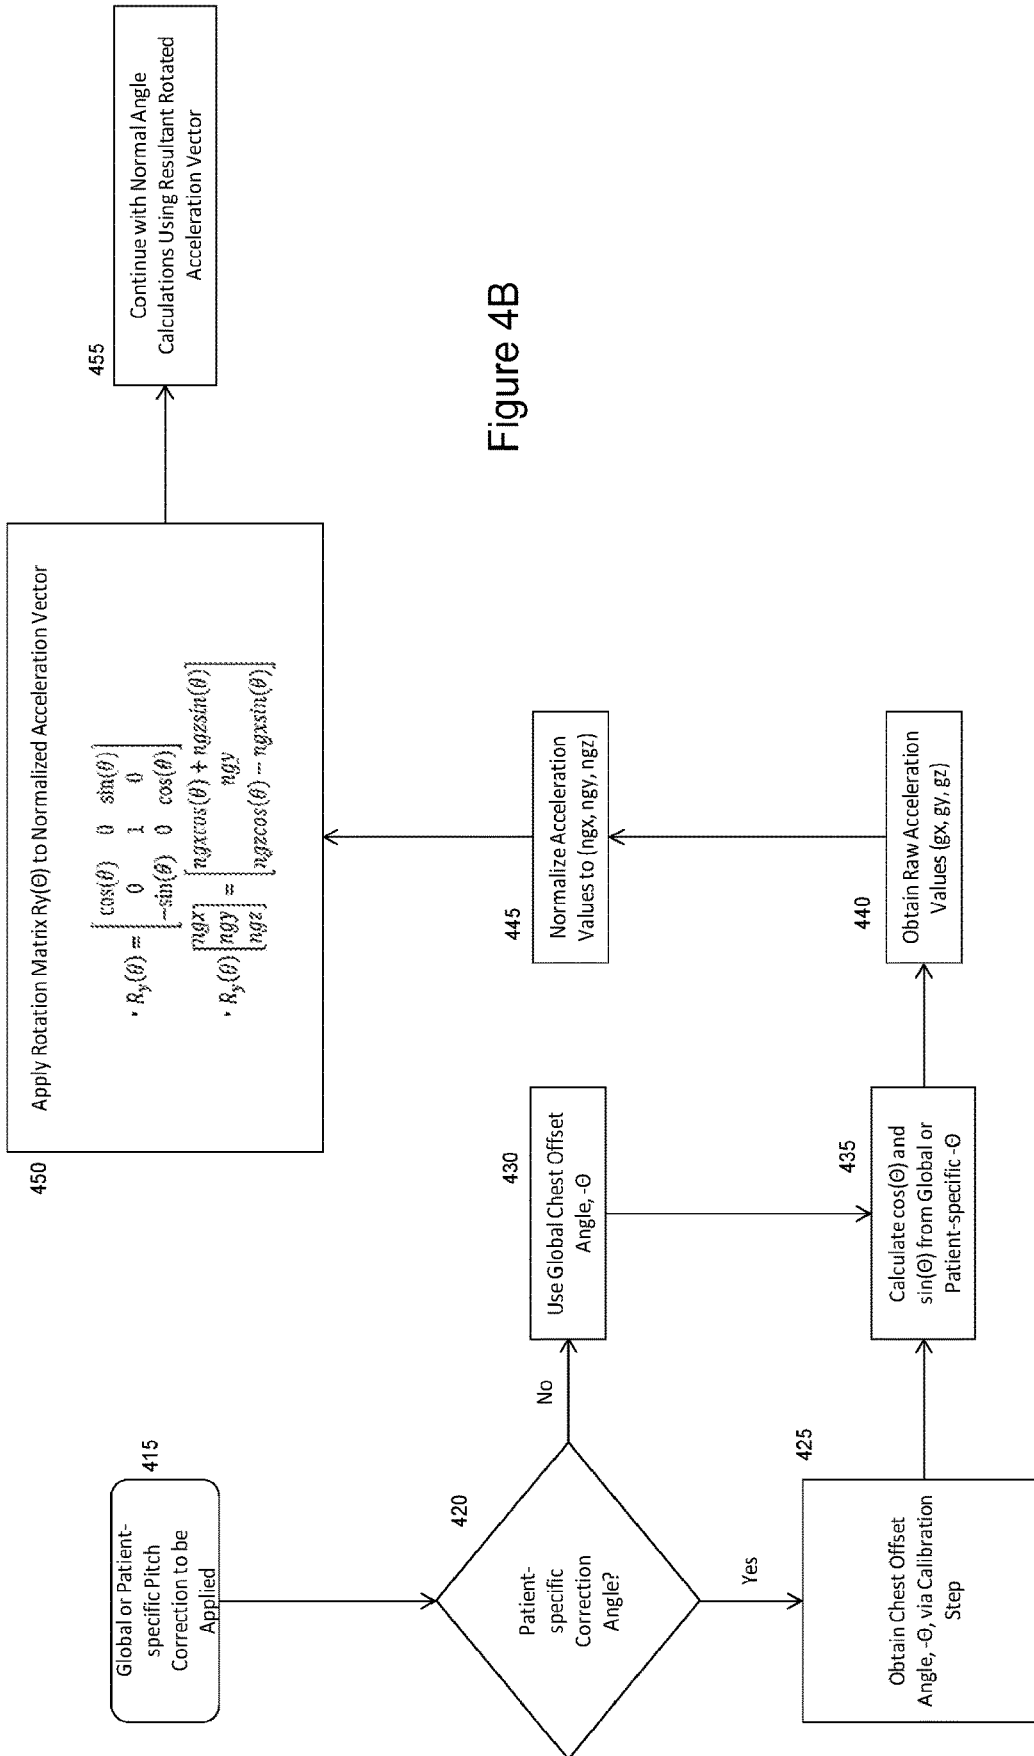 415
Global or Patient-
specific Pitch
Correction to be
Applied
420
Patient-
specific
Correction
Angle?
No
Yes
425
Obtain Chest Offset
Angle, -Θ, via Calibration
Step
430
Use Global Chest Offset
Angle, -Θ
435
Calculate cos(Θ) and
sin(Θ) from Global or
Patient-specific -Θ
440
Obtain Raw Acceleration
Values (gx, gy, gz)
445
Normalize Acceleration
Values to (ngx, ngy, ngz)
450
Apply Rotation Matrix Ry(Θ) to Normalized Acceleration Vector
• R_y(θ) = [cos(θ) 0 sin(θ)
0 1 0
−sin(θ) 0 cos(θ)]
• R_y(θ) [ngx
ngy
ngz] = [ngxcos(θ) + ngzsin(θ)
ngy
ngzcos(θ) − ngxsin(θ)]
455
Continue with Normal Angle
Calculations Using Resultant Rotated
Acceleration Vector
Figure 4B